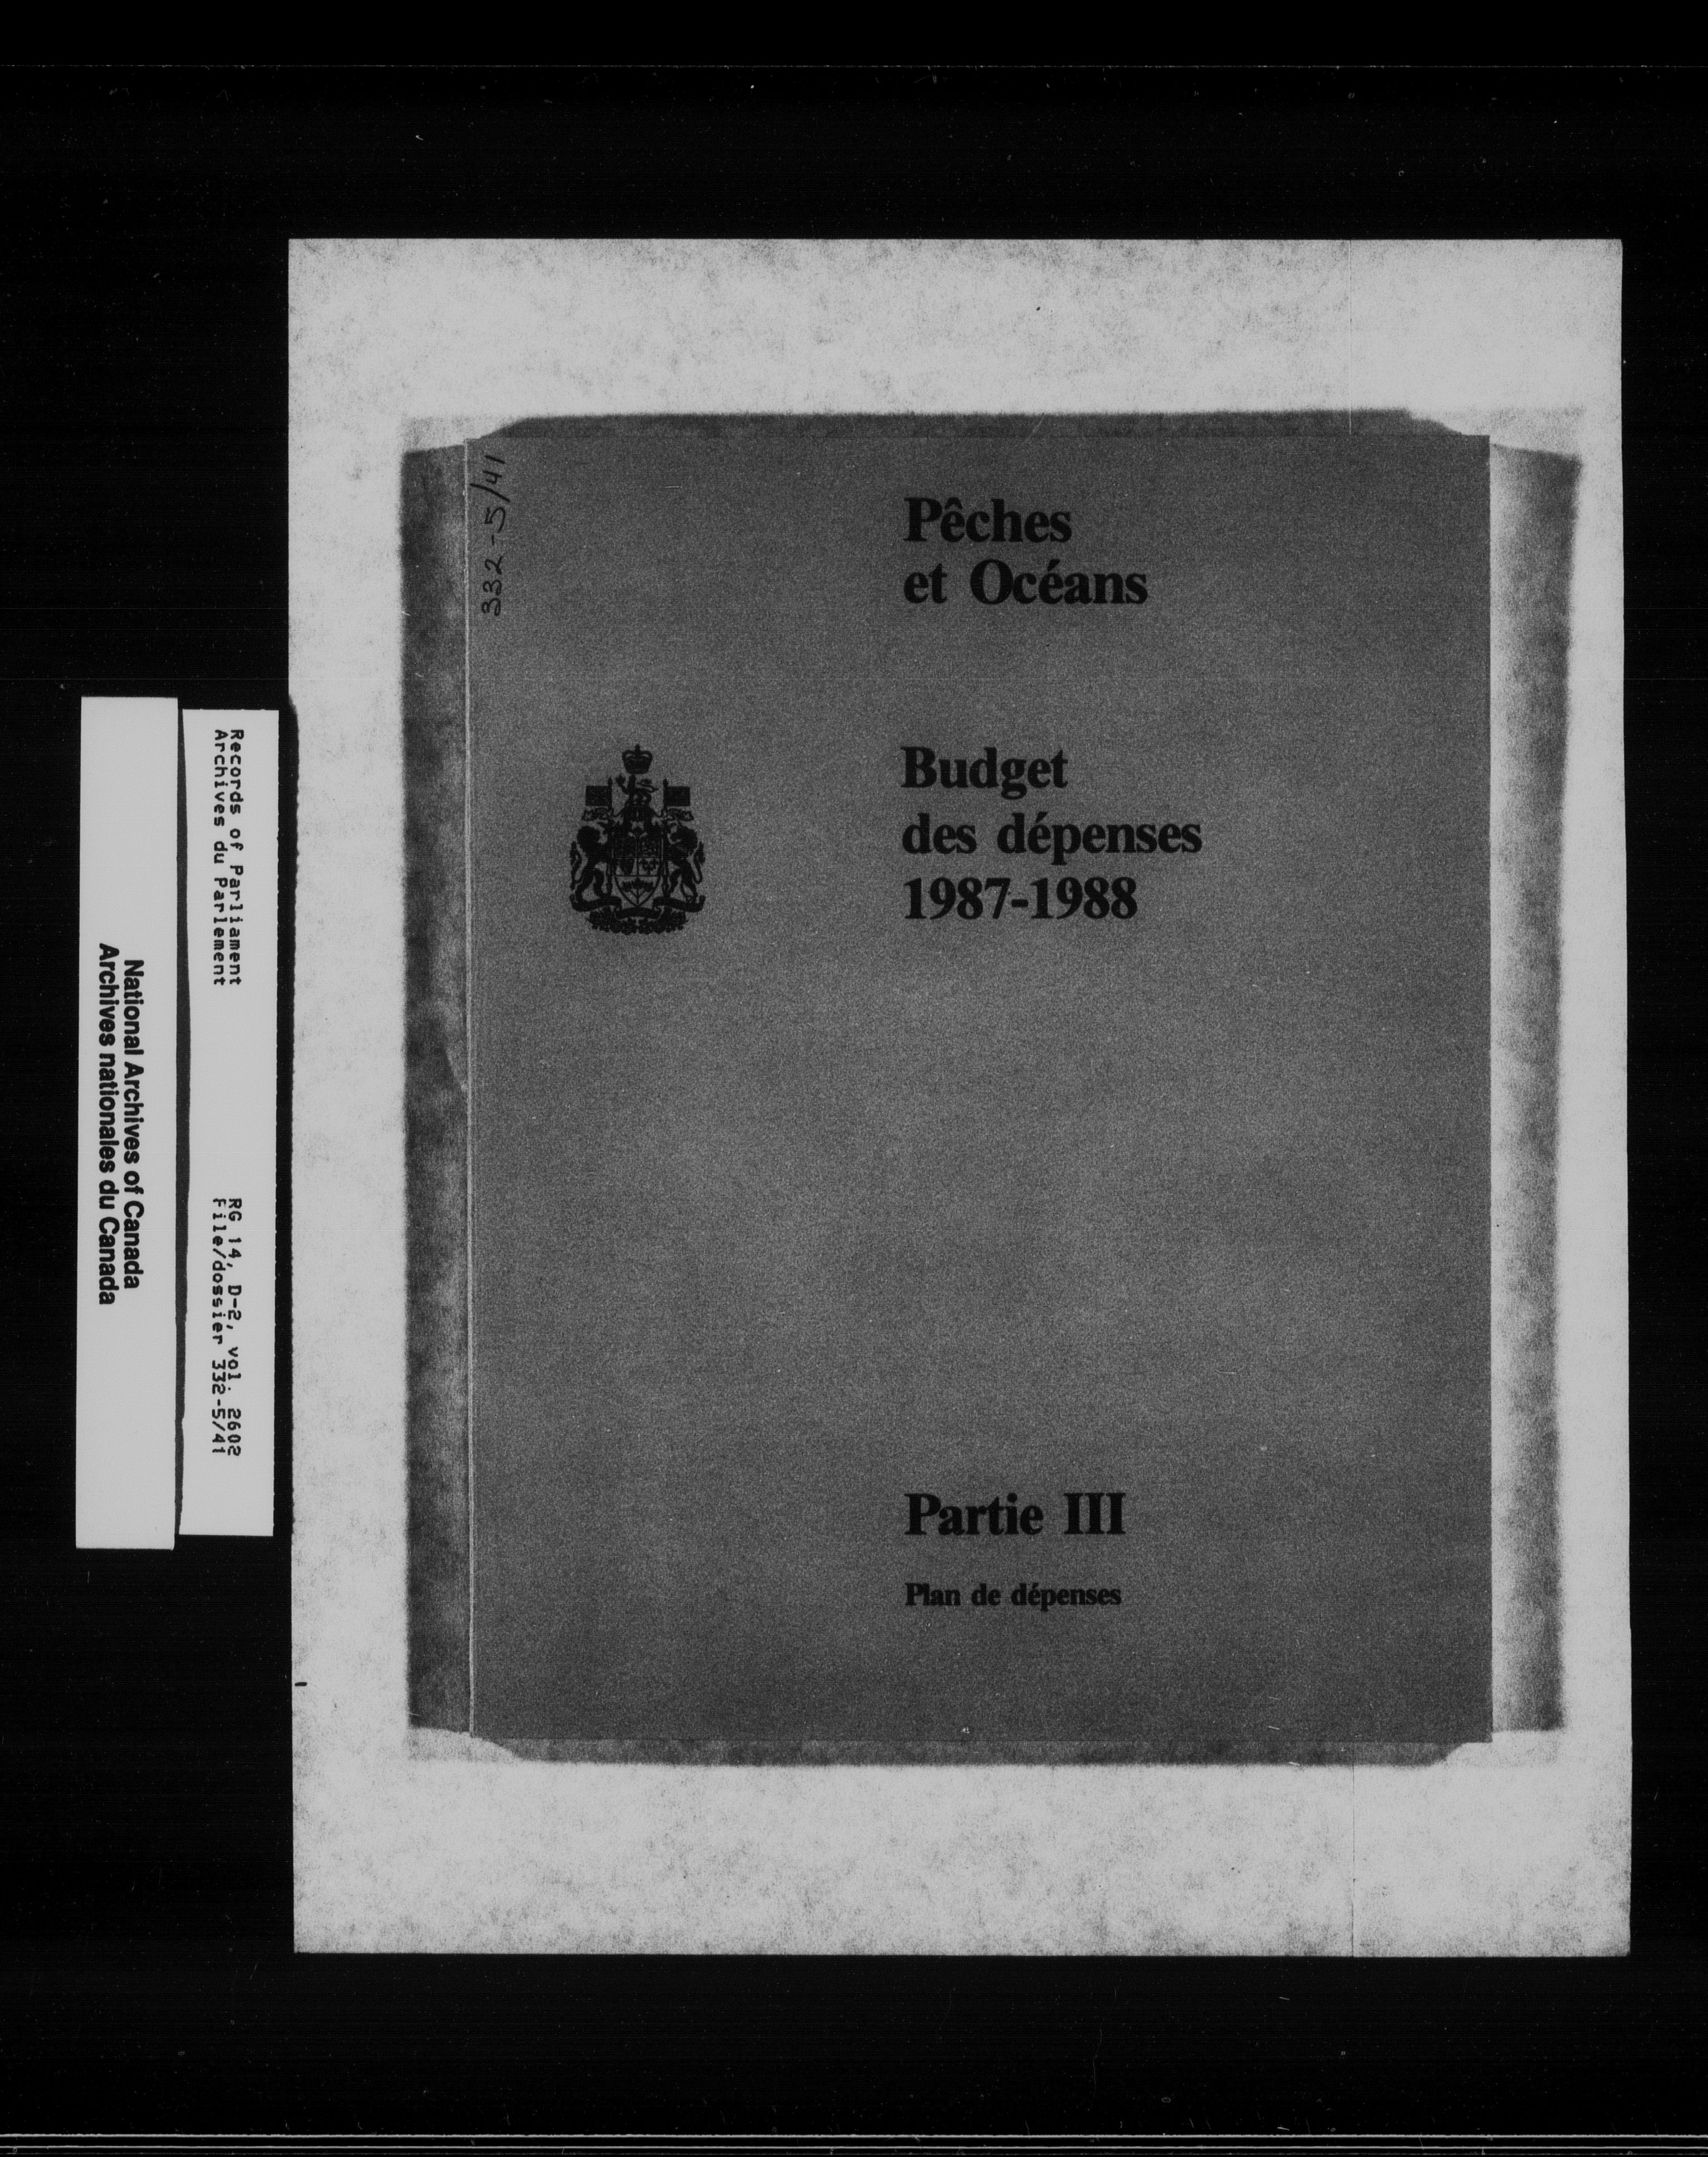 332-5/41
Pêches
et Océans
Budget
des dépenses
1987-1988
Partie III
Plan de dépenses
Records of Parliament
Archives du Parlement
RG 14, D-2, vol. 2602
File/dossier 332-5/41
National Archives of Canada
Archives nationales du Canada